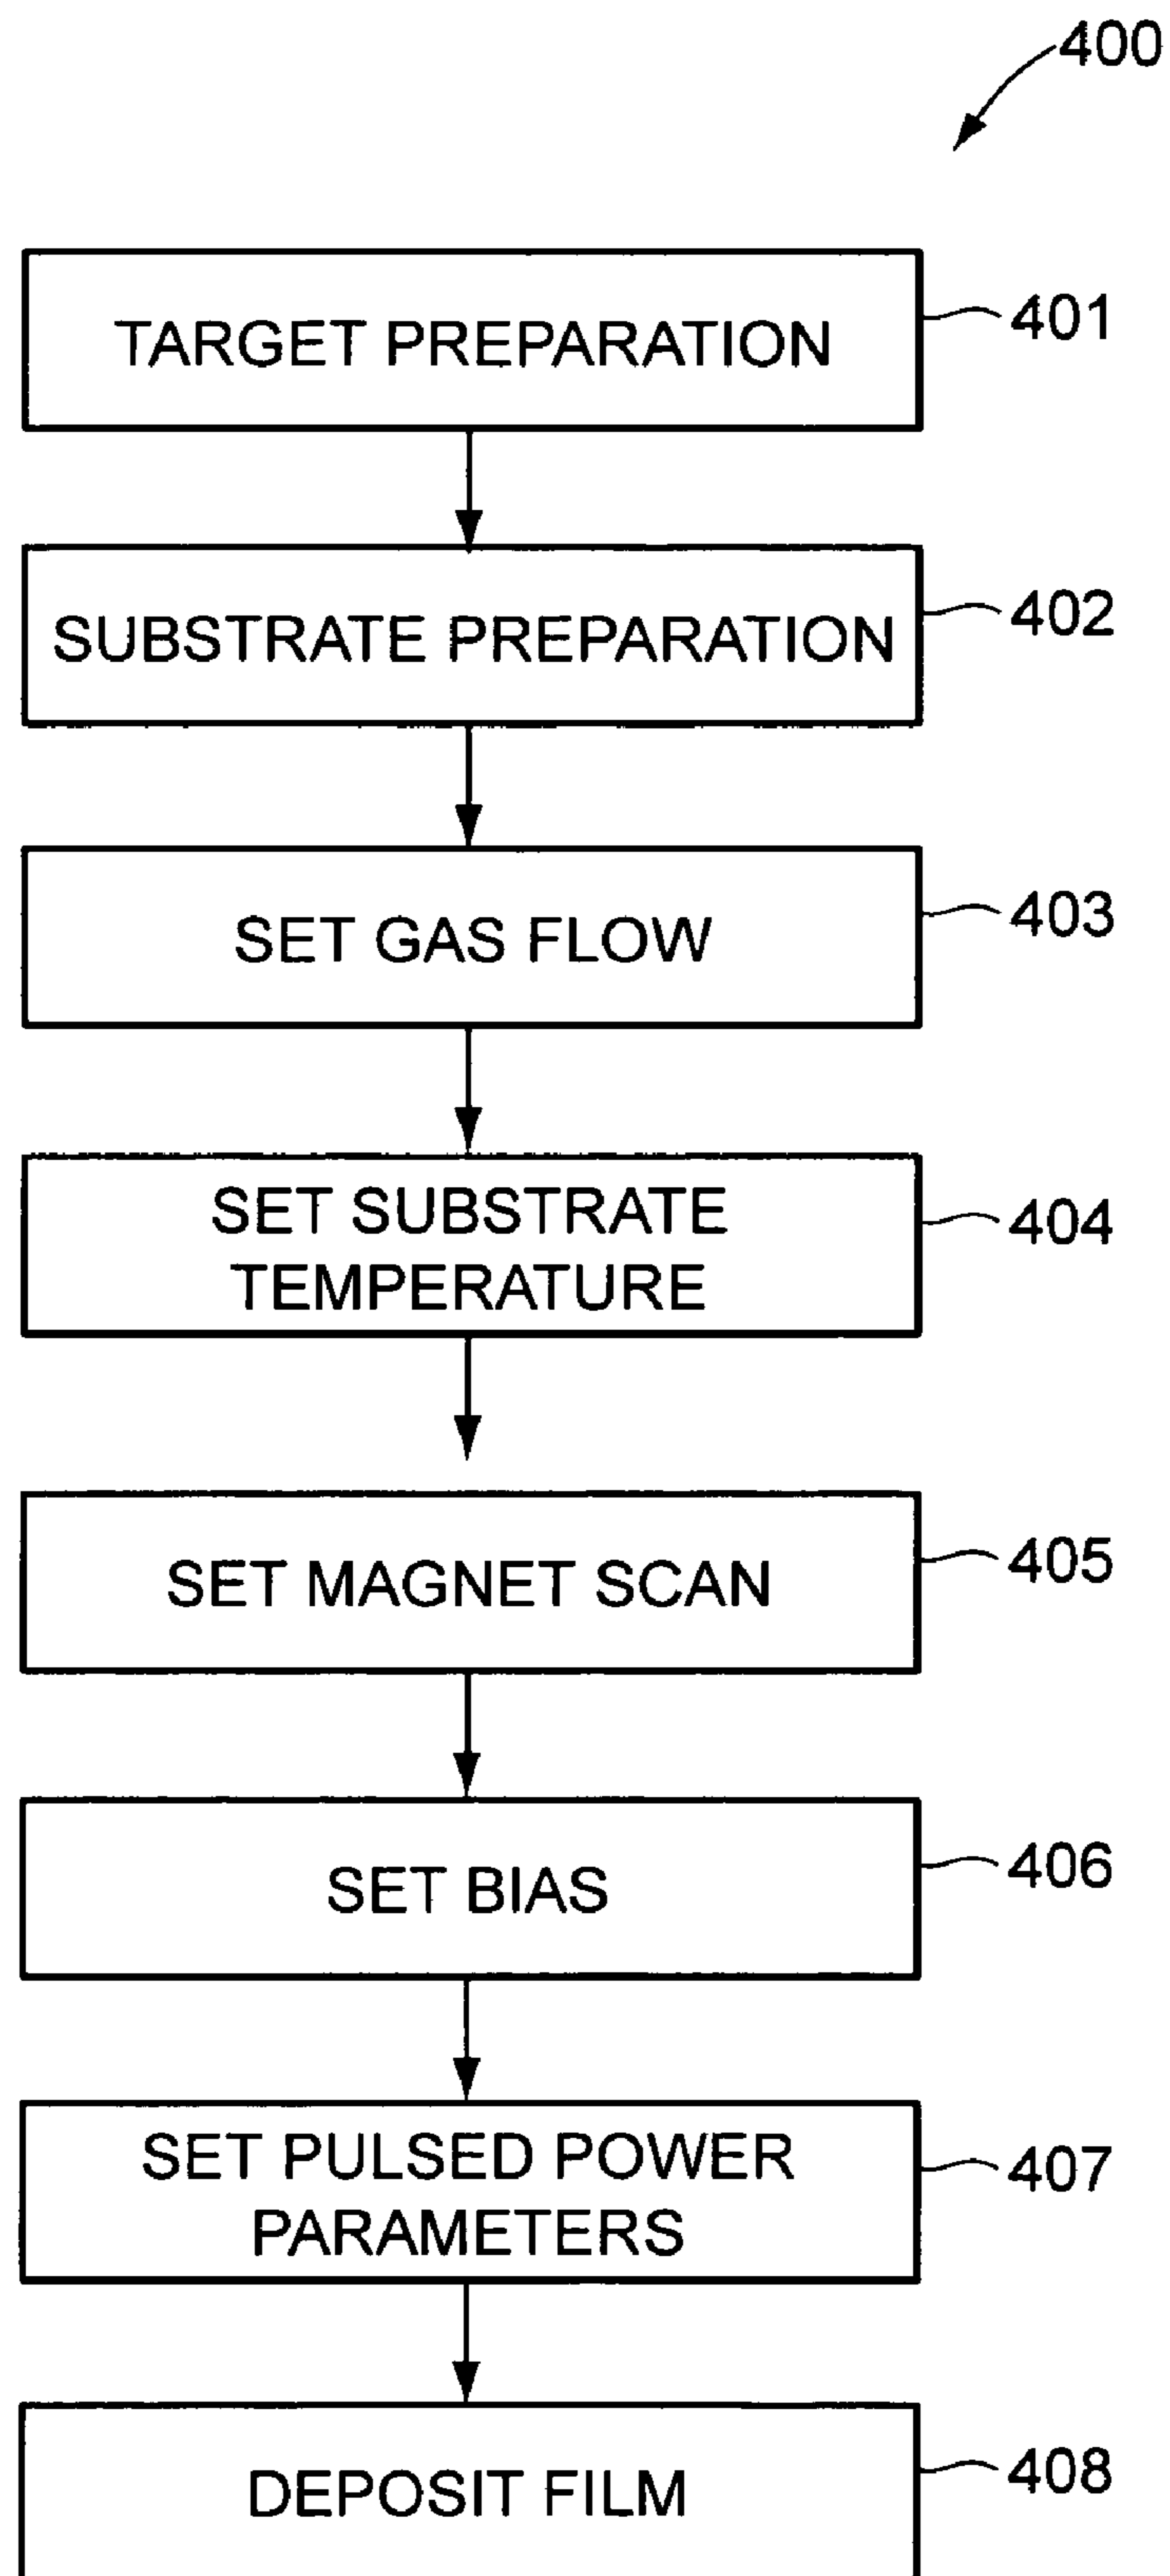 400
TARGET PREPARATION
401
SUBSTRATE PREPARATION
402
SET GAS FLOW
403
SET SUBSTRATE
TEMPERATURE
404
SET MAGNET SCAN
405
SET BIAS
406
SET PULSED POWER
PARAMETERS
407
DEPOSIT FILM
408